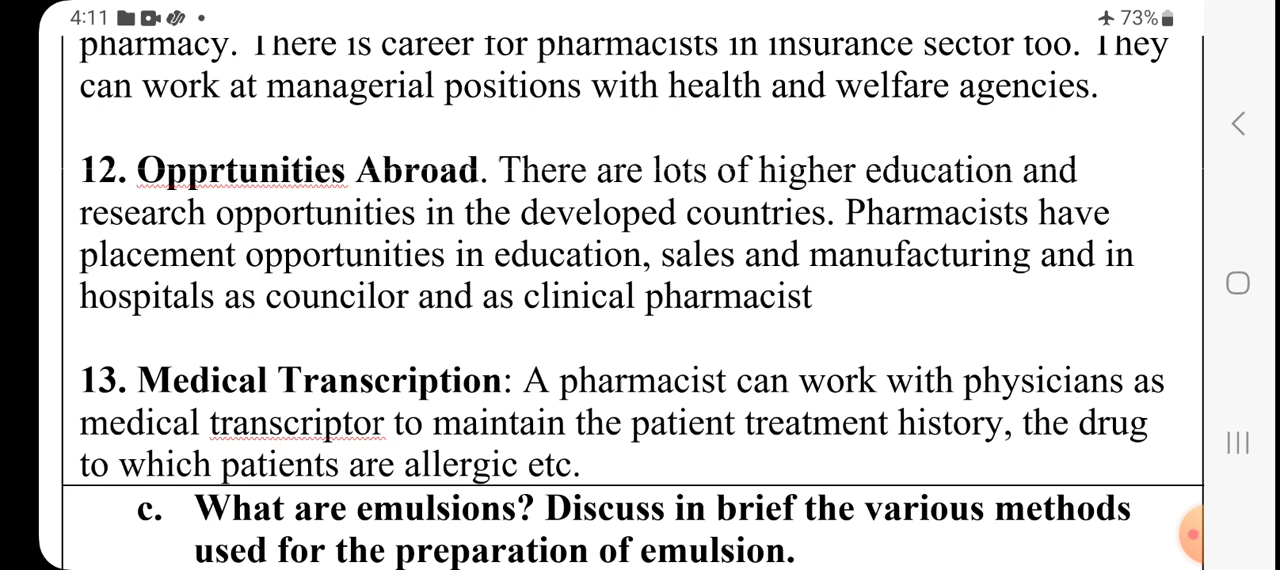 4:11
73%
pharmacy. There is career for pharmacists in insurance sector too. They
can work at managerial positions with health and welfare agencies.
12. Opprtunities Abroad. There are lots of higher education and
research opportunities in the developed countries. Pharmacists have
placement opportunities in education, sales and manufacturing and in
hospitals as councilor and as clinical pharmacist
13. Medical Transcription: A pharmacist can work with physicians as
medical transcriptor to maintain the patient treatment history, the drug
to which patients are allergic etc.
c. What are emulsions? Discuss in brief the various methods
used for the preparation of emulsion.